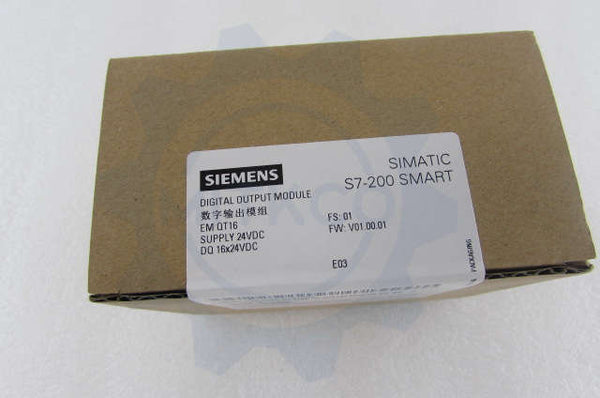 SIEMENS
SIMATIC
S7-200 SMART
DIGITAL OUTPUT MODULE
数字输出模组
EM QT16
SUPPLY 24VDC
DQ 16x24VDC
FS: 01
FW: V01.00.01
E03
PACKAGING